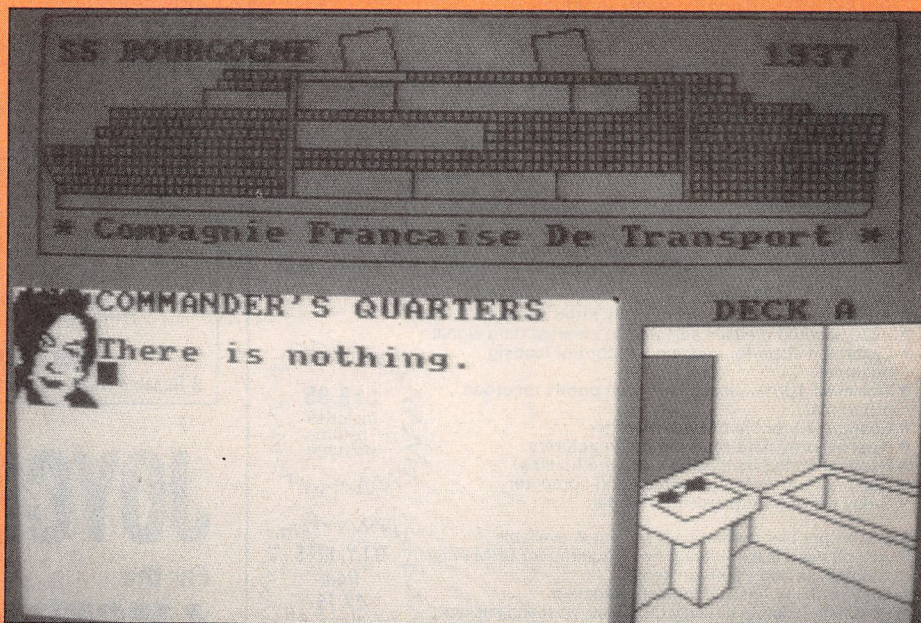 SS BOURGOGNE 1937
* Compagnie Francaise De Transport *
COMMANDER'S QUARTERS
There is nothing.
DECK A